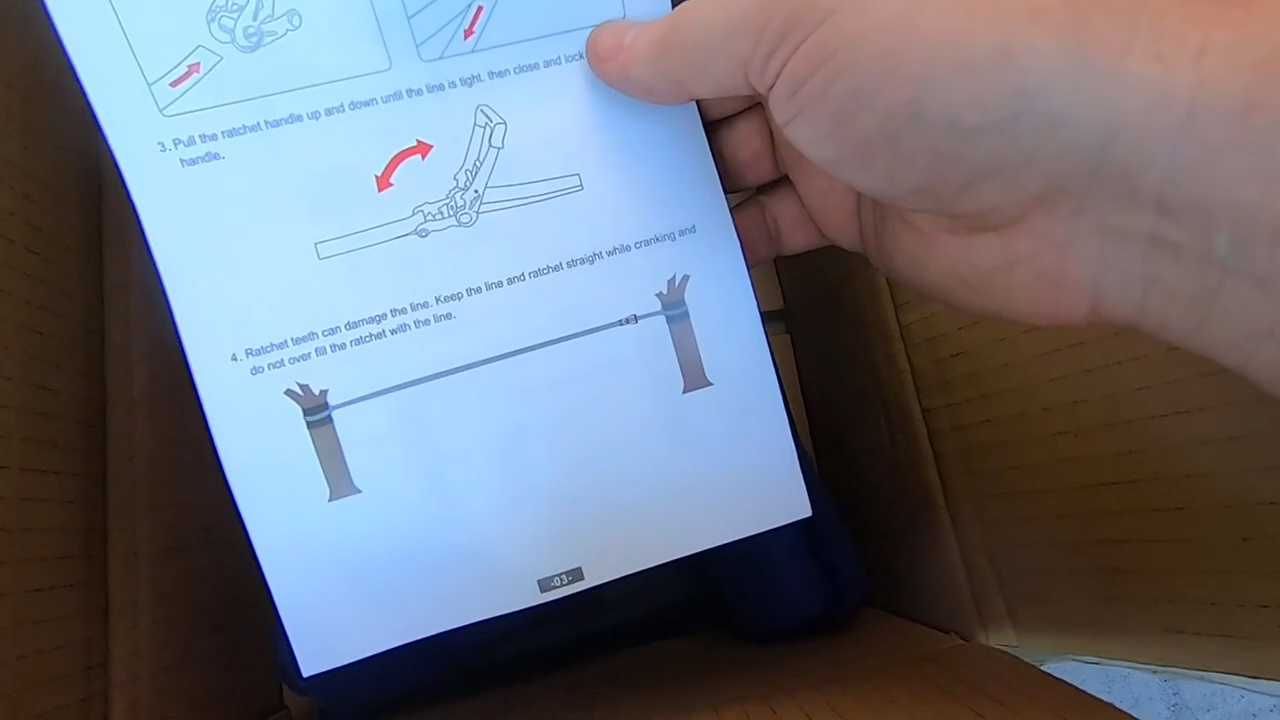 3. Pull the ratchet handle up and down until the line is tight. then close and lock
handle.
4. Ratchet teeth can damage the line. Keep the line and ratchet straight while cranking and
do not over fill the ratchet with the line.
-03-